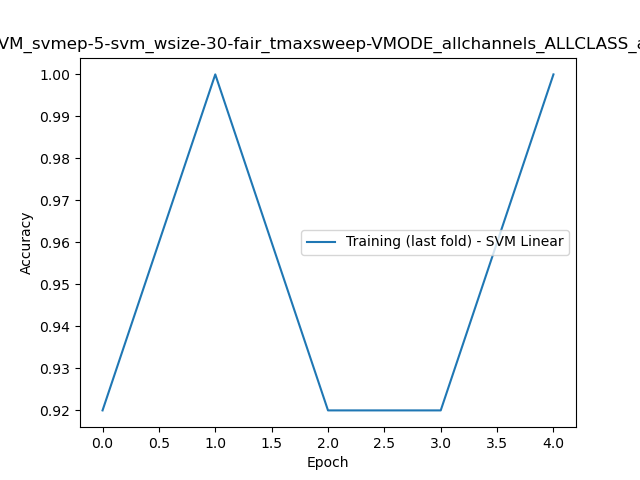 VM_svmep-5-svm_wsize-30-fair_tmaxsweep-VMODE_allchannels_ALLCLASS_a
1.00
0.99
0.98
0.97
0.96
0.95
0.94
0.93
0.92
Accuracy
Training (last fold) - SVM Linear
0.0 0.5 1.0 1.5 2.0 2.5 3.0 3.5 4.0
Epoch